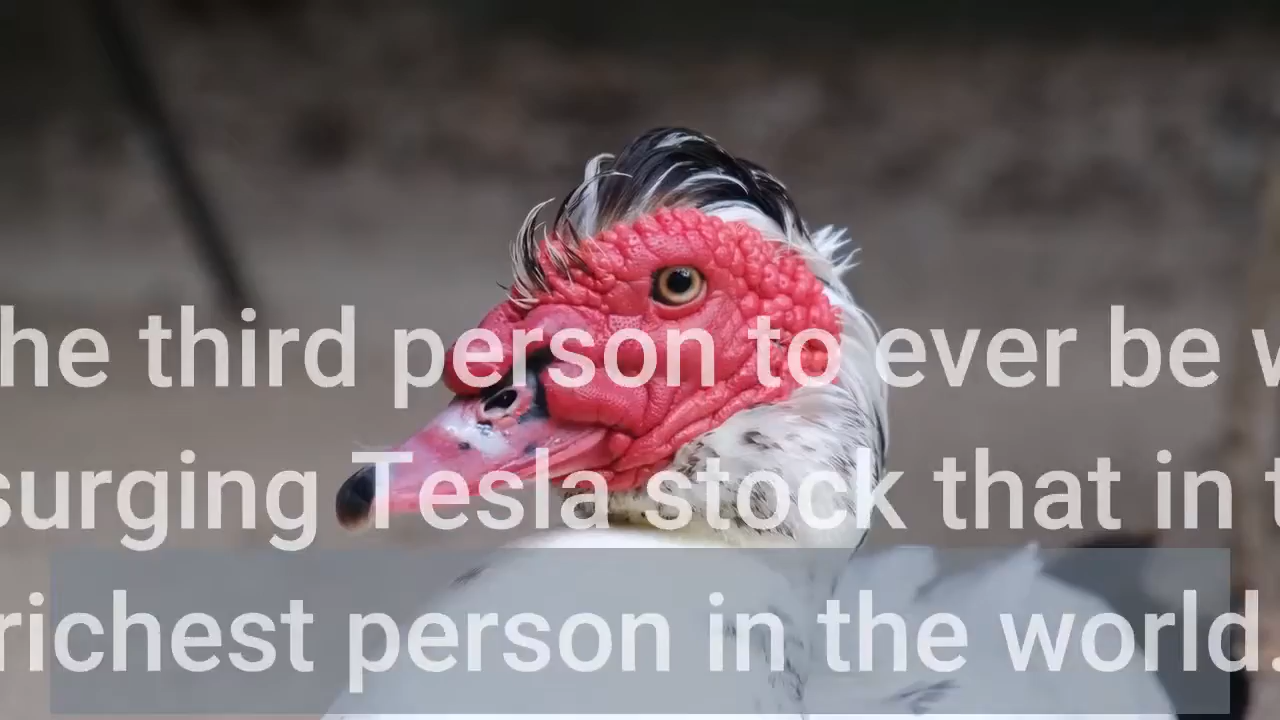 he third person to ever be w
surging Tesla stock that in t
richest person in the world.